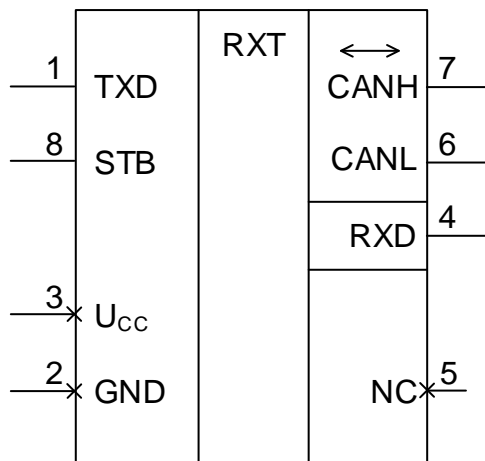 RXT
1 TXD CANH 7
8 STB CANL 6
RXD 4
3 UCC
2 GND NC 5